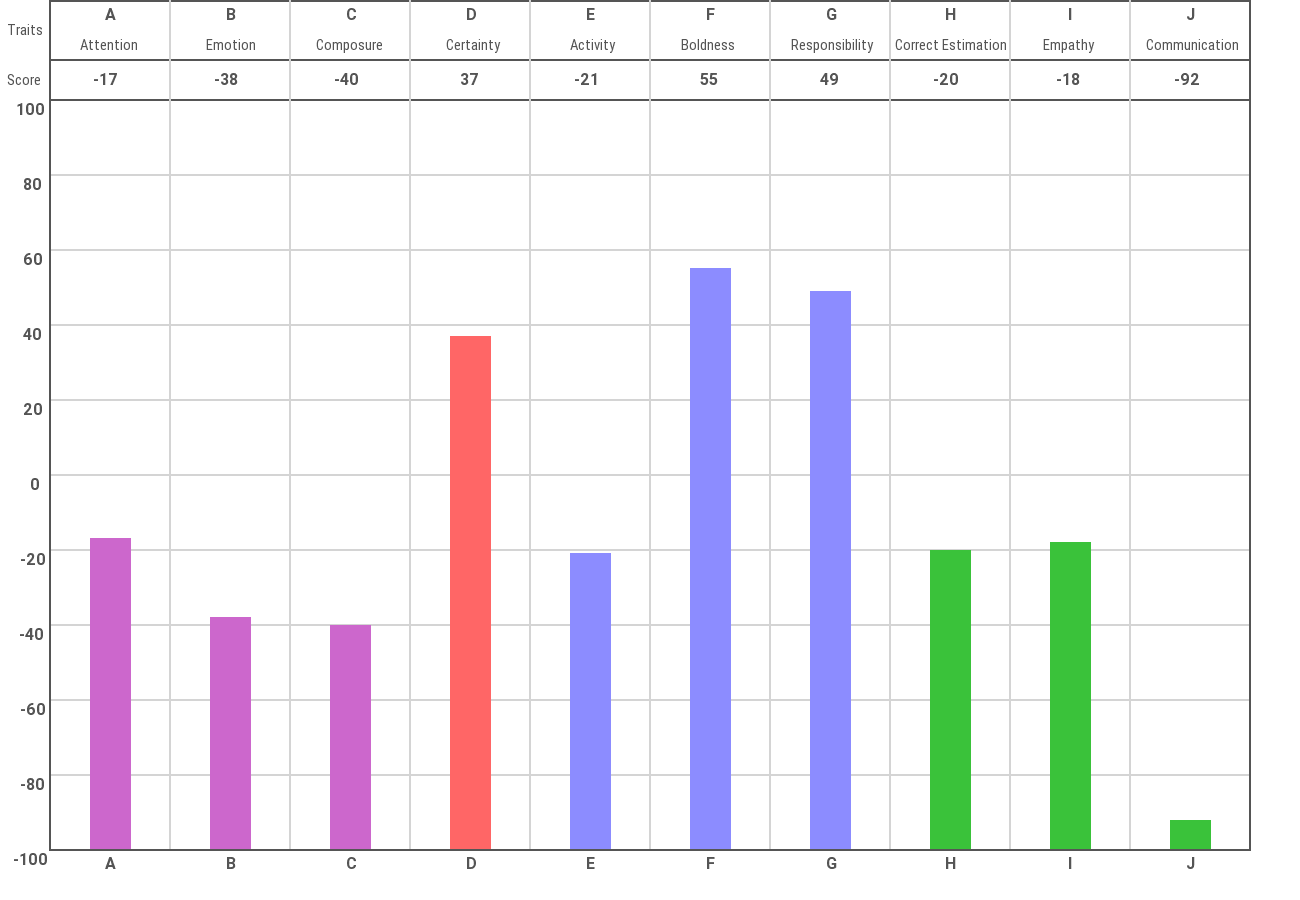 A B C D E F G H I J
Traits
Attention Emotion Composure Certainty Activity Boldness Responsibility Correct Estimation Empathy Communication
Score -17 -38 -40 37 -21 55 49 -20 -18 -92
100
80
60
40
20
0
-20
-40
-60
-80
-100
A B C D E F G H I J